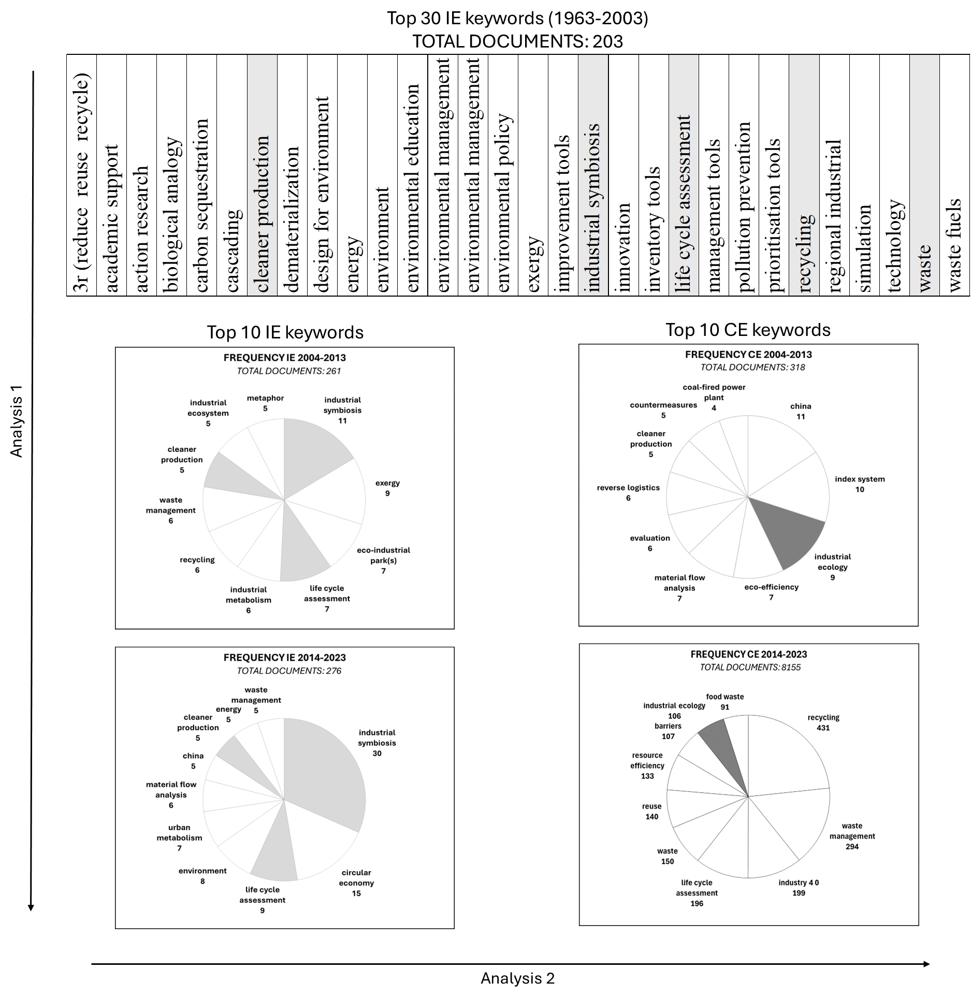 Top 30 IE keywords (1963-2003)
TOTAL DOCUMENTS: 203
3r (reduce reuse recycle)
academic support
action research
biological analogy
carbon sequestration
cascading
cleaner production
dematerialization
design for environment
energy
environment
environmental education
environmental management
environmental management
environmental policy
exergy
improvement tools
industrial symbiosis
innovation
inventory tools
life cycle assessment
management tools
pollution prevention
prioritisation tools
recycling
regional industrial
simulation
technology
waste
waste fuels
Analysis 1
Top 10 IE keywords
FREQUENCY IE 2004-2013
TOTAL DOCUMENTS: 261
industrial
symbiosis
11
exergy
9
eco-industrial
park(s)
7
life cycle
assessment
7
industrial
metabolism
6
recycling
6
waste
management
6
cleaner
production
5
industrial
ecosystem
5
metaphor
5
Top 10 CE keywords
FREQUENCY CE 2004-2013
TOTAL DOCUMENTS: 318
china
11
index system
10
industrial
ecology
9
eco-efficiency
7
material flow
analysis
7
evaluation
6
reverse logistics
6
cleaner
production
5
countermeasures
5
coal-fired power
plant
4
FREQUENCY IE 2014-2023
TOTAL DOCUMENTS: 276
industrial
symbiosis
30
circular
economy
15
life cycle
assessment
9
environment
8
urban
metabolism
7
material flow
analysis
6
china
5
cleaner
production
5
energy
5
waste
management
5
FREQUENCY CE 2014-2023
TOTAL DOCUMENTS: 8155
recycling
431
waste
management
294
industry 4 0
199
life cycle
assessment
196
waste
150
reuse
140
resource
efficiency
133
barriers
107
industrial ecology
106
food waste
91
Analysis 2